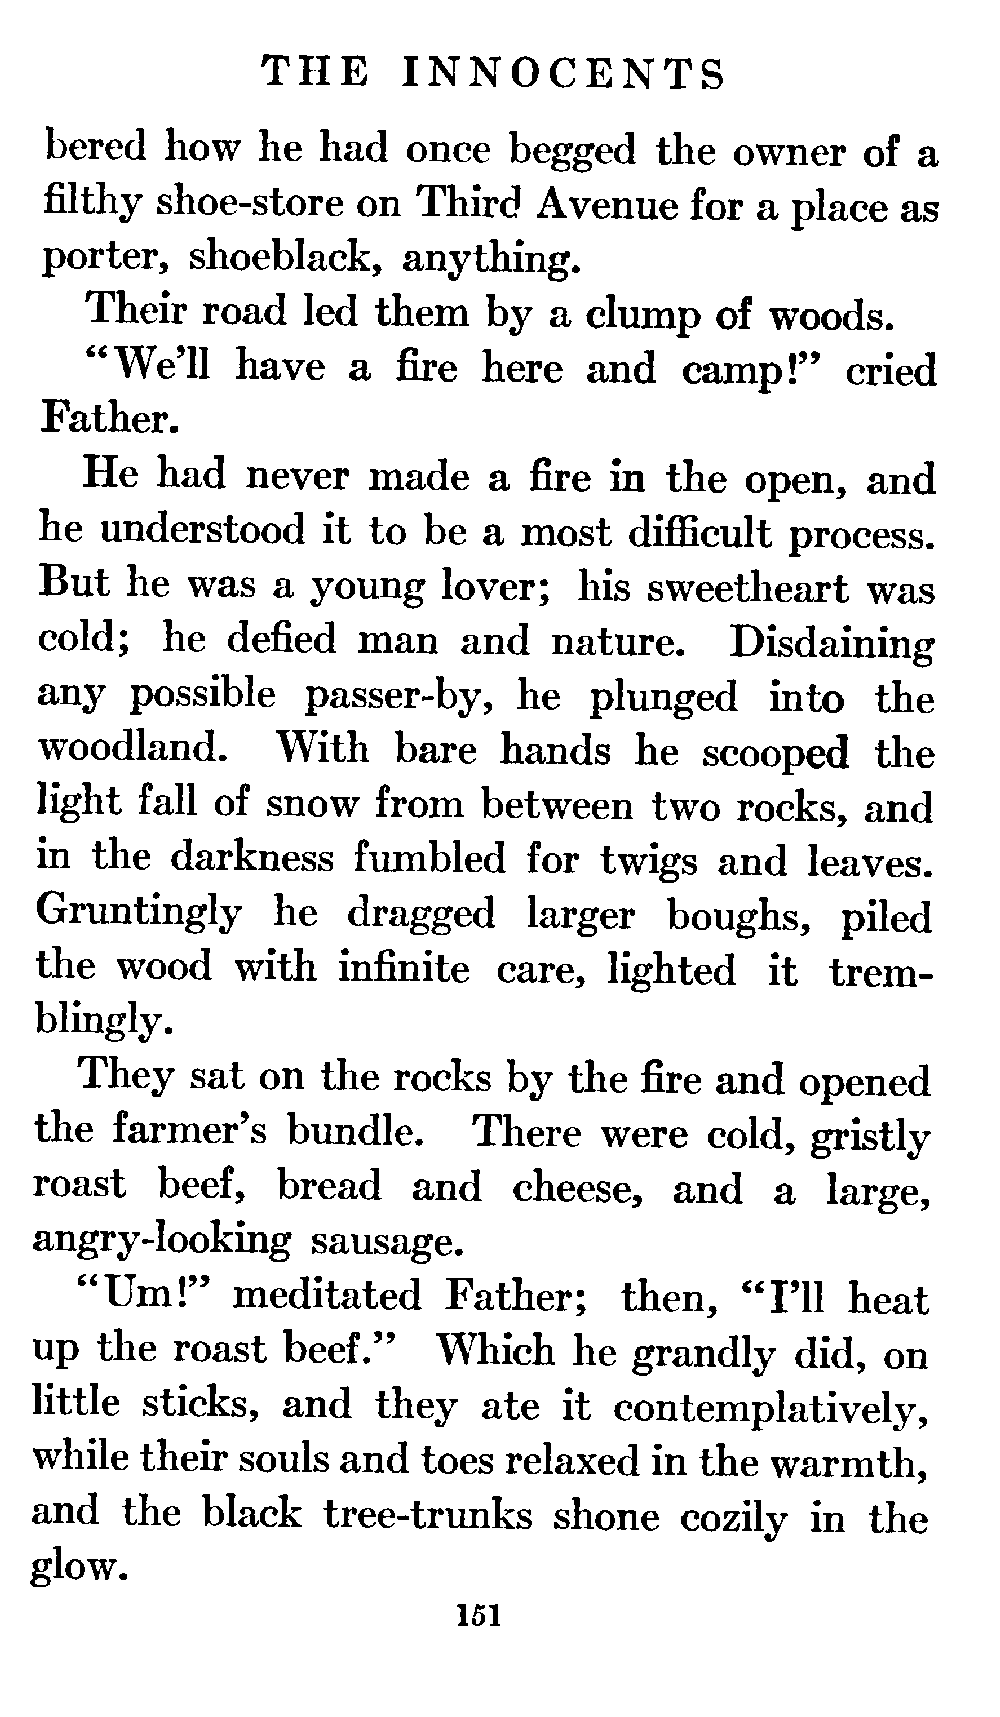 THE INNOCENTS
bered how he had once begged the owner of a
filthy shoe-store on Third Avenue for a place as
porter, shoeblack, anything.
Their road led them by a clump of woods.
“We’ll have a fire here and camp!” cried
Father.
He had never made a fire in the open, and
he understood it to be a most difficult process.
But he was a young lover; his sweetheart was
cold; he defied man and nature. Disdaining
any possible passer-by, he plunged into the
woodland. With bare hands he scooped the
light fall of snow from between two rocks, and
in the darkness fumbled for twigs and leaves.
Gruntingly he dragged larger boughs, piled
the wood with infinite care, lighted it trem-
blingly.
They sat on the rocks by the fire and opened
the farmer’s bundle. There were cold, gristly
roast beef, bread and cheese, and a large,
angry-looking sausage.
“Um!” meditated Father; then, “I’ll heat
up the roast beef.” Which he grandly did, on
little sticks, and they ate it contemplatively,
while their souls and toes relaxed in the warmth,
and the black tree-trunks shone cozily in the
glow.
151